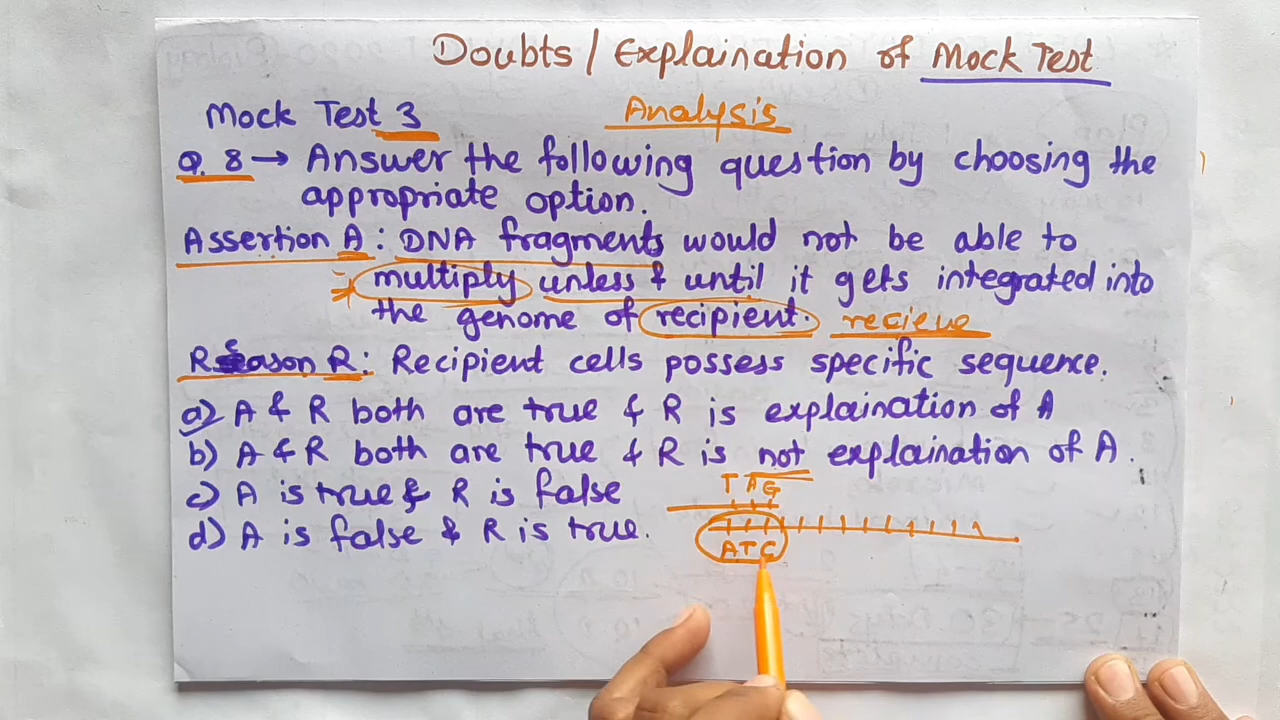 Doubts / Explaination of Mock Test
Mock Test 3 Analysis
Q. 8 → Answer the following question by choosing the
appropriate option.
Assertion A : DNA fragments would not be able to
multiply unless & until it gets integrated into
the genome of recipient. recieve
Reason R : Recipient cells possess specific sequence.
a) A & R both are true & R is explaination of A
b) A & R both are true & R is not explaination of A.
c) A is true & R is false
d) A is false & R is true.
T A G
A T C